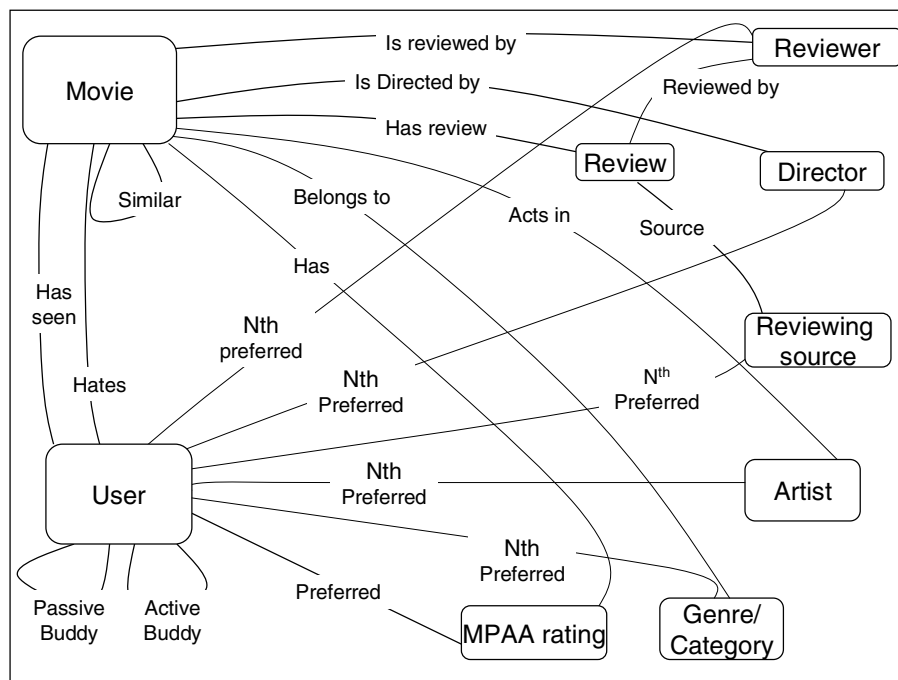 Is reviewed by
Reviewer
Movie
Is Directed by
Reviewed by
Has review
Review
Director
Similar
Belongs to
Acts in
Source
Has
Has
seen
Nth
preferred
Reviewing
source
Hates
Nth
Preferred
Nth
Preferred
User
Nth
Preferred
Artist
Nth
Preferred
Passive
Buddy
Active
Buddy
Preferred
MPAA rating
Genre/
Category